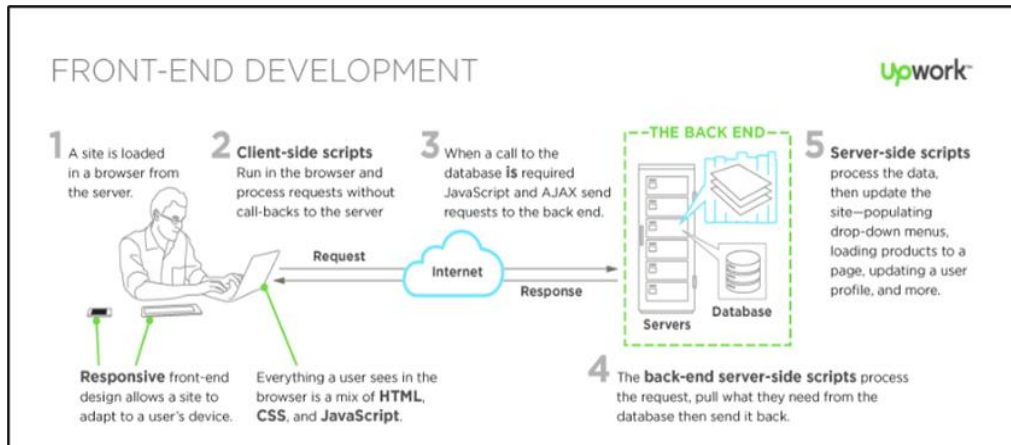 FRONT-END DEVELOPMENT
Upwork™
1 A site is loaded
in a browser from
the server.
2 Client-side scripts
Run in the browser and
process requests without
call-backs to the server
3 When a call to the
database is required
JavaScript and AJAX send
requests to the back end.
THE BACK END
5 Server-side scripts
process the data,
then update the
site—populating
drop-down menus,
loading products to a
page, updating a user
profile, and more.
Request
Internet
Response
Servers
Database
Responsive front-end
design allows a site to
adapt to a user's device.
Everything a user sees in the
browser is a mix of HTML,
CSS, and JavaScript.
4 The back-end server-side scripts process
the request, pull what they need from the
database then send it back.